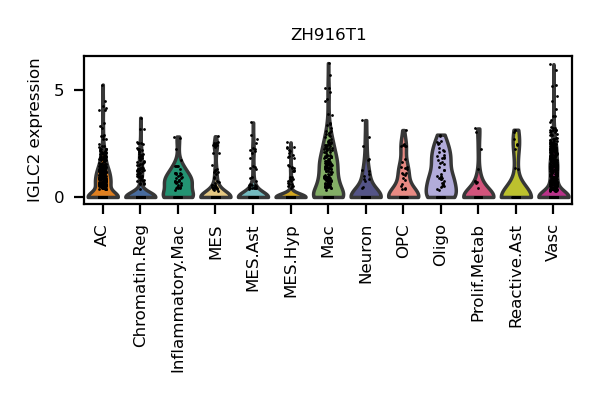 ZH916T1
IGLC2 expression
5
0
AC
Chromatin.Reg
Inflammatory.Mac
MES
MES.Ast
MES.Hyp
Mac
Neuron
OPC
Oligo
Prolif.Metab
Reactive.Ast
Vasc